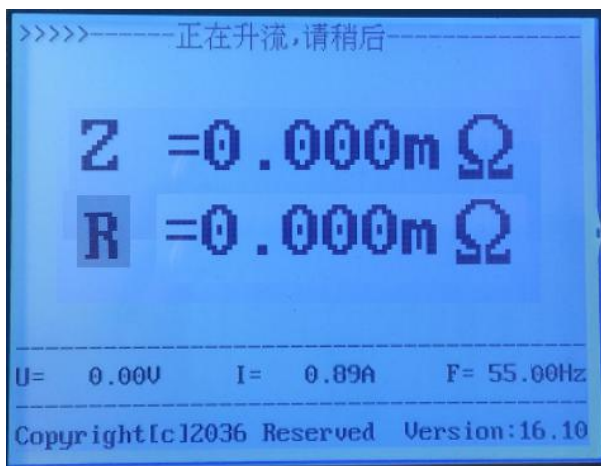 >>>>>------正在升流,请稍后--------------
Z =0.000mΩ
R =0.000mΩ
U= 0.00V I= 0.89A F= 55.00Hz
Copyright[c]2036 Reserved Version:16.10